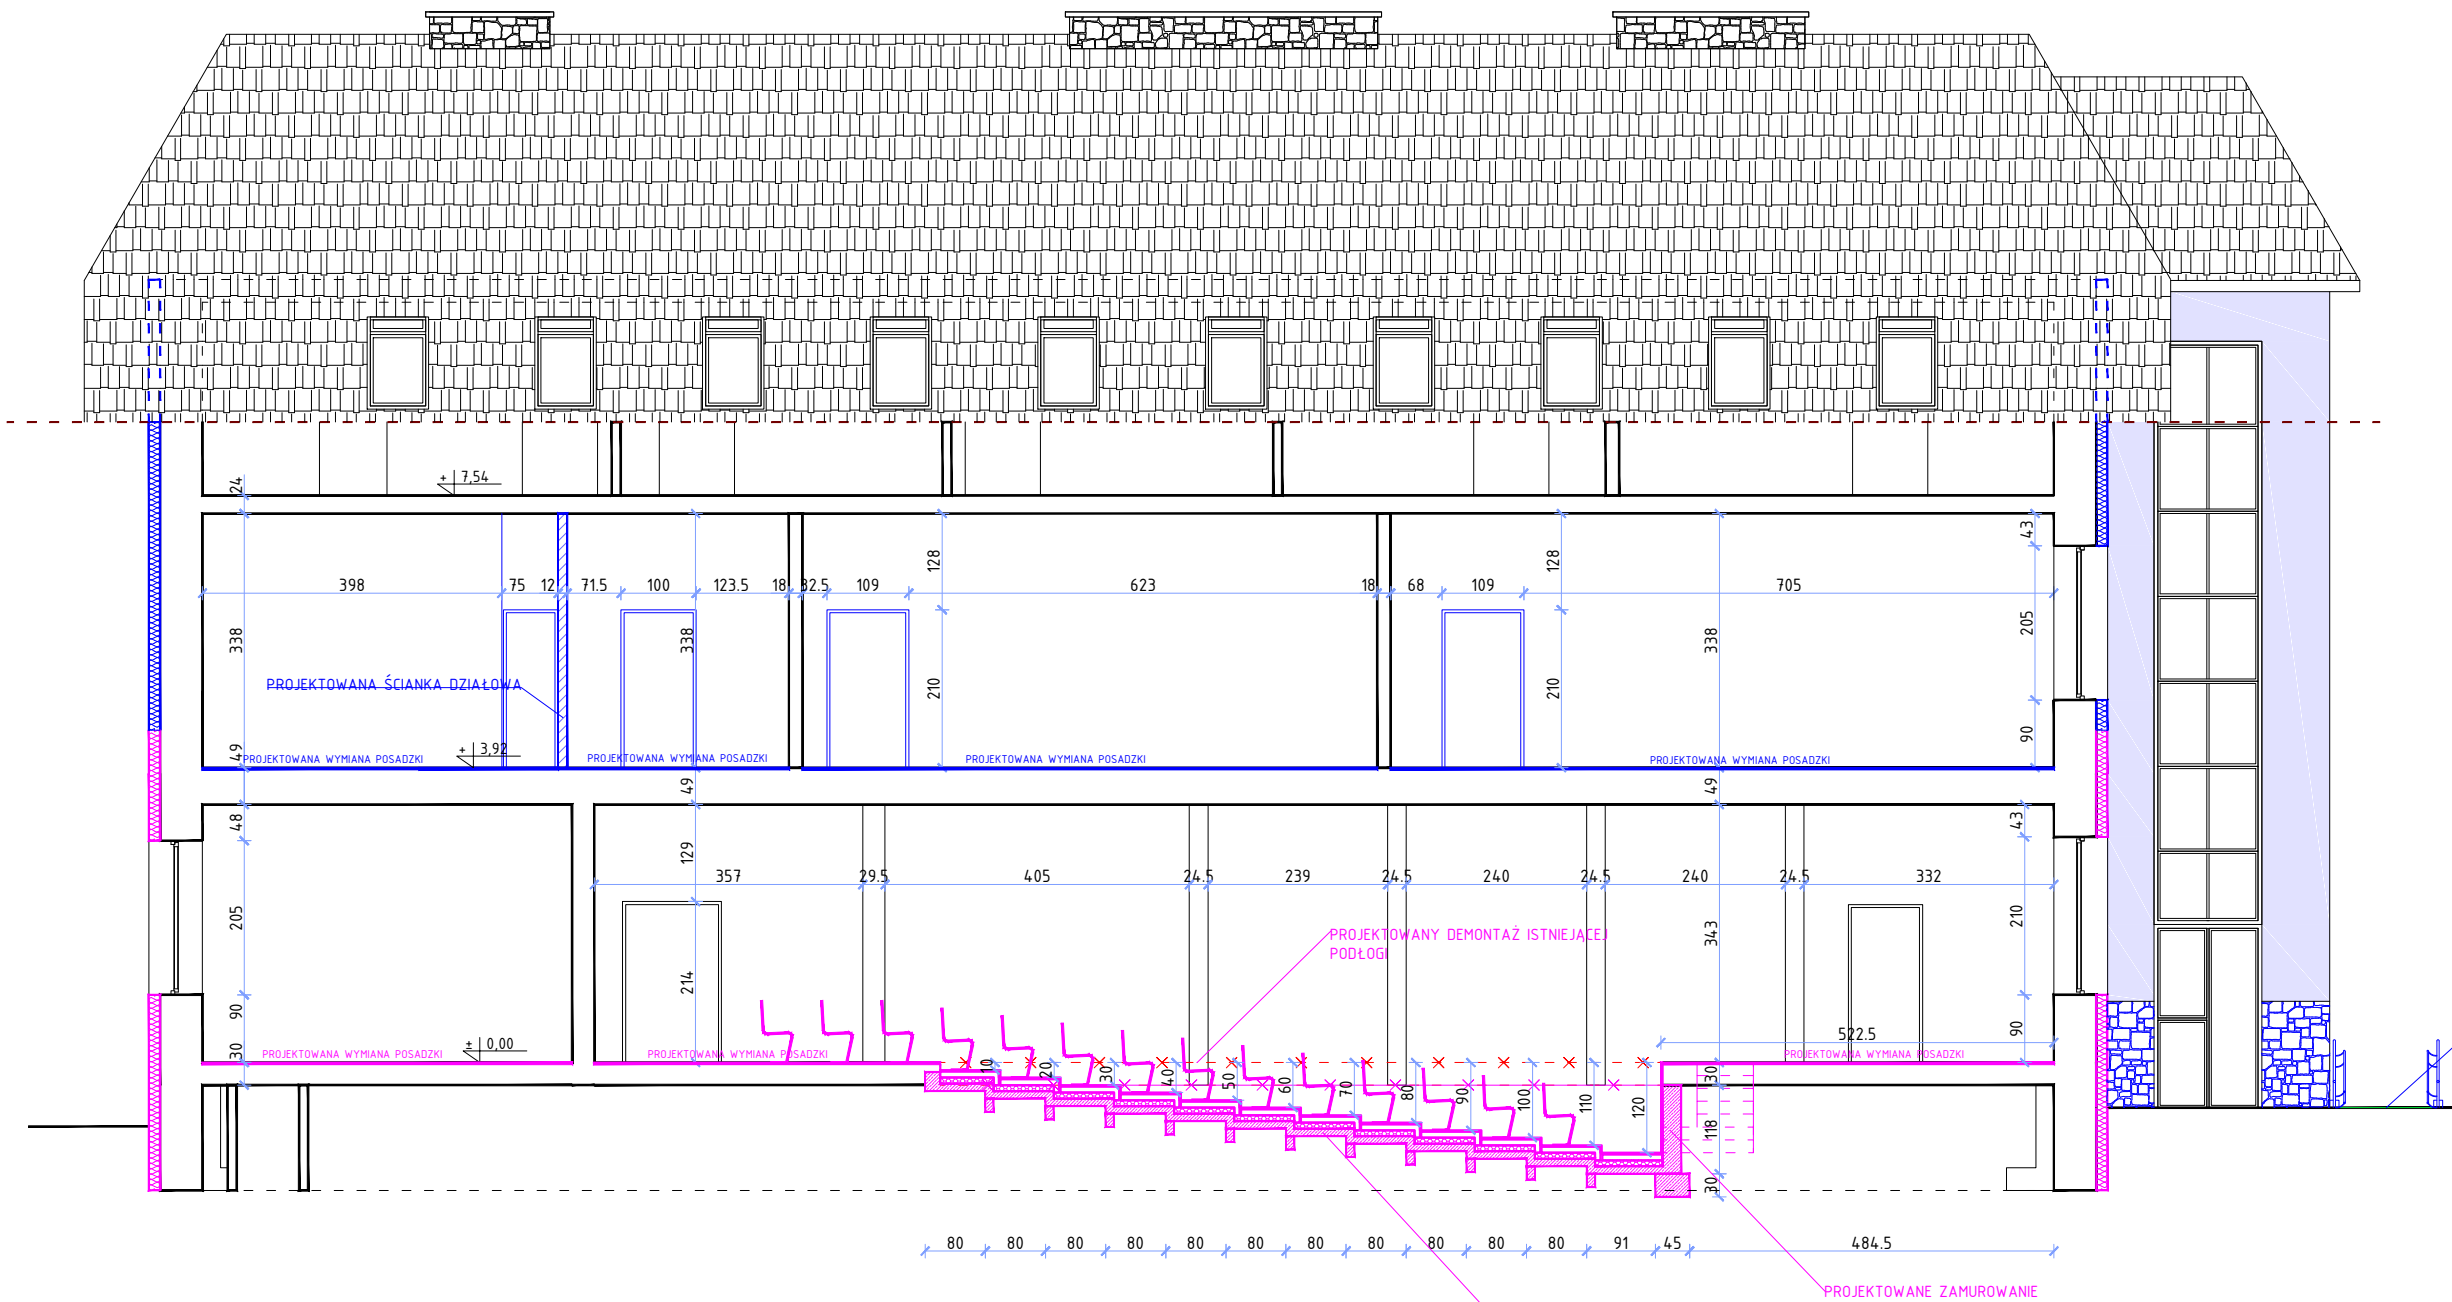 24
+ 7,54
43
128
128
398 75 12 71.5 100 123.5 18 32.5 109 623 18 68 109 705
338
338
338
205
210
210
PROJEKTOWANA ŚCIANKA DZIAŁOWA
90
49
+ 3,92
PROJEKTOWANA WYMIANA POSADZKI
PROJEKTOWANA WYMIANA POSADZKI
PROJEKTOWANA WYMIANA POSADZKI
PROJEKTOWANA WYMIANA POSADZKI
49
49
48
43
129
357 29.5 405 24.5 239 24.5 240 24.5 240 24.5 332
205
210
343
PROJEKTOWANY DEMONTAŻ ISTNIEJĄCEJ
PODŁOGI
214
90
90
522.5
± 0,00
30
PROJEKTOWANA WYMIANA POSADZKI
PROJEKTOWANA WYMIANA POSADZKI
PROJEKTOWANA WYMIANA POSADZKI
10 20 30 40 50 60 70 80 90 100 110 120
30
118
30
80 80 80 80 80 80 80 80 80 80 80 91 45 484.5
PROJEKTOWANE ZAMUROWANIE